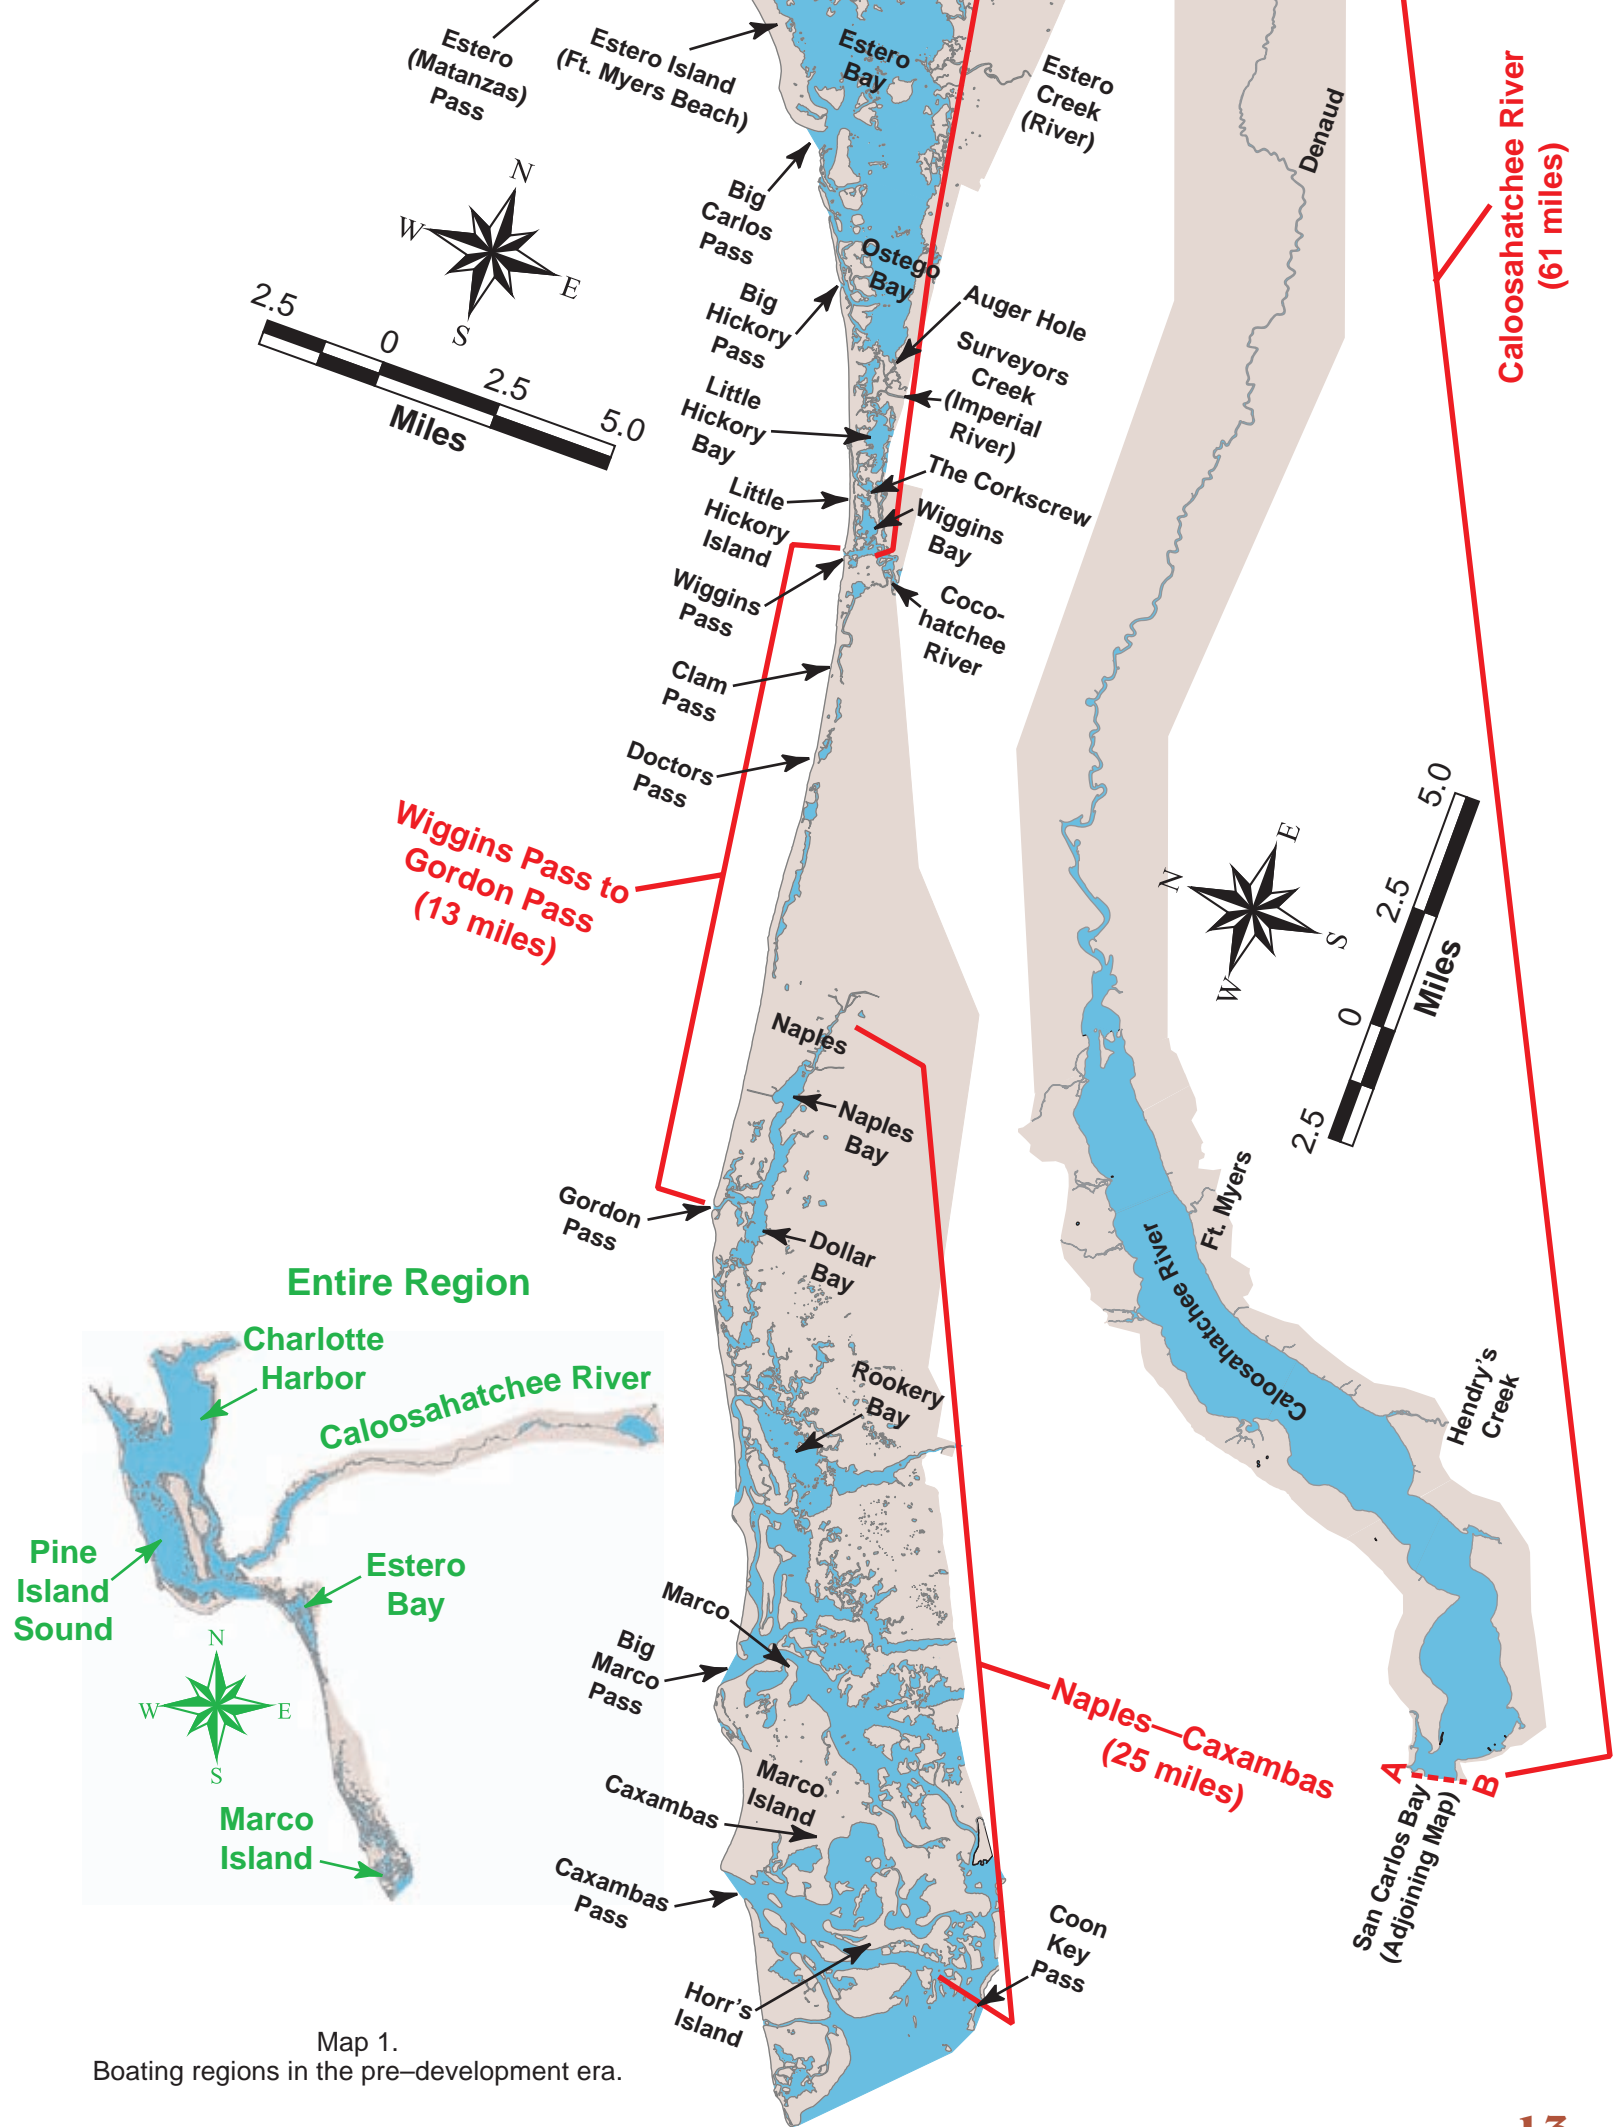 Estero
(Matanzas)
Pass
Estero Island
(Ft. Myers Beach)
Estero
Bay
Estero
Creek
(River)
Denaud
Caloosahatchee River
(61 miles)
N
W
E
S
Big
Carlos
Pass
Ostego
Bay
2.5
0
2.5
5.0
Miles
Big
Hickory
Pass
Auger Hole
Surveyors
Creek
(Imperial
River)
Little
Hickory
Bay
The Corkscrew
Little
Hickory
Island
Wiggins
Bay
Wiggins
Pass
Coco-
hatchee
River
Clam
Pass
Doctors
Pass
Wiggins Pass to
Gordon Pass
(13 miles)
5.0
2.5
0
2.5
Miles
E
N
S
W
Naples
Naples
Bay
Gordon
Pass
Dollar
Bay
Ft. Myers
Caloosahatchee River
Hendry's
Creek
Rookery
Bay
Entire Region
Charlotte
Harbor
Caloosahatchee River
Pine
Island
Sound
Estero
Bay
N
W
E
S
Marco
Island
Marco
Big
Marco
Pass
Naples—Caxambas
(25 miles)
Marco
Island
Caxambas
Caxambas
Pass
A
B
San Carlos Bay
(Adjoining Map)
Coon
Key
Pass
Horr's
Island
Map 1.
Boating regions in the pre–development era.
13